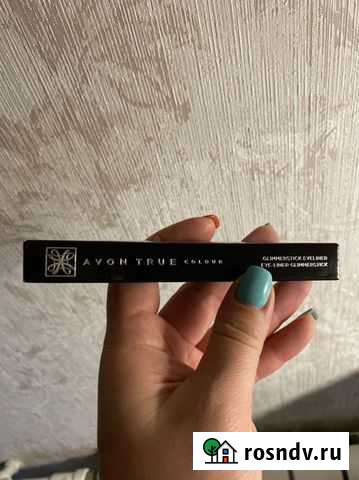 AVON TRUE COLOUR
GLIMMERSTICK EYELINER
EYE-LINER GLIMMERSTICK
rosndv.ru